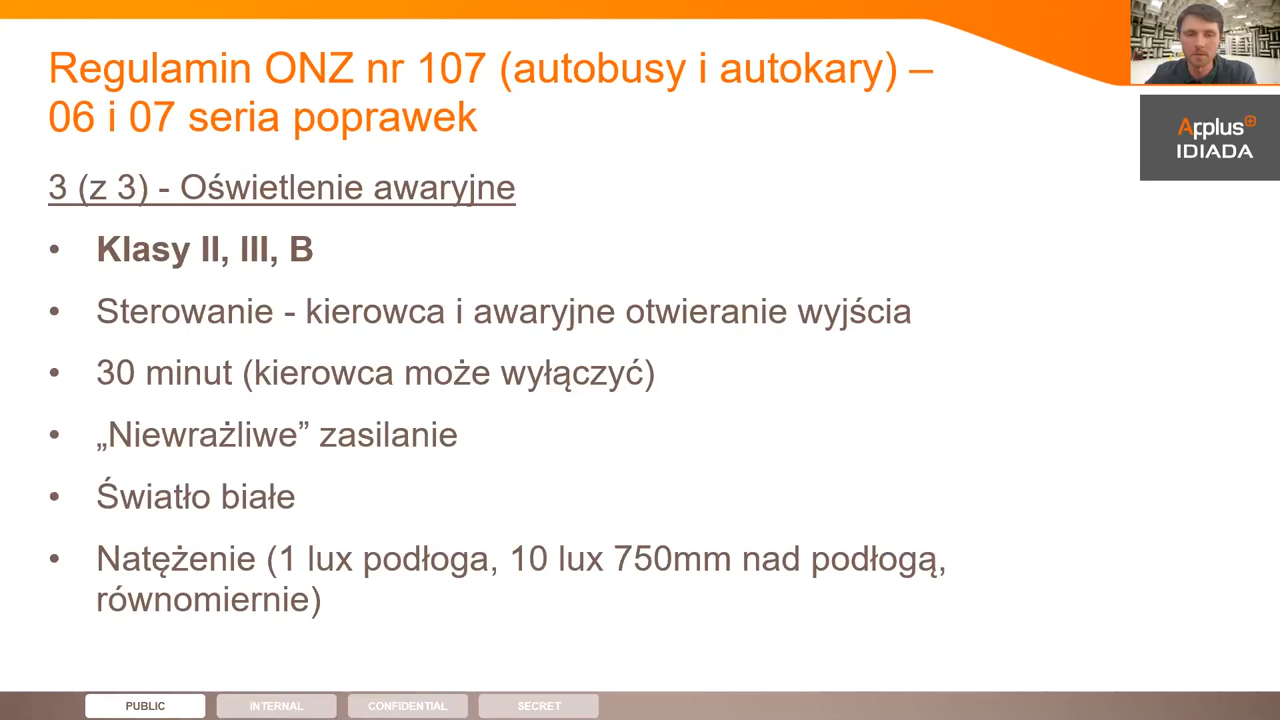 Regulamin ONZ nr 107 (autobusy i autokary) –
06 i 07 seria poprawek
Applus+
IDIADA
3 (z 3) - Oświetlenie awaryjne
• Klasy II, III, B
• Sterowanie - kierowca i awaryjne otwieranie wyjścia
• 30 minut (kierowca może wyłączyć)
• „Niewrażliwe” zasilanie
• Światło białe
• Natężenie (1 lux podłoga, 10 lux 750mm nad podłogą,
równomiernie)
PUBLIC
INTERNAL
CONFIDENTIAL
SECRET